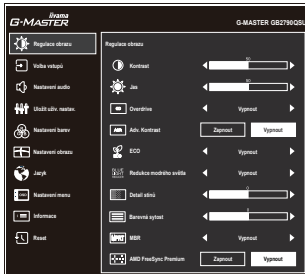 iiyama
G-MASTER
G-MASTER GB2790QSU
Regulace obrazu
Volba vstupů
Nastavení audio
Uložit uživ. nastav.
Nastavení barev
Nastavení obrazu
Jazyk
Nastavení menu
Informace
Reset
Regulace obrazu
Kontrast
50
Jas
80
Overdrive
Vypnout
Adv. Kontrast
Zapnout
Vypnout
ECO
Vypnout
Redukce modrého světla
Vypnout
Detail stínů
0
Barevná sytost
MBR
Vypnout
AMD FreeSync Premium
Zapnout
Vypnout